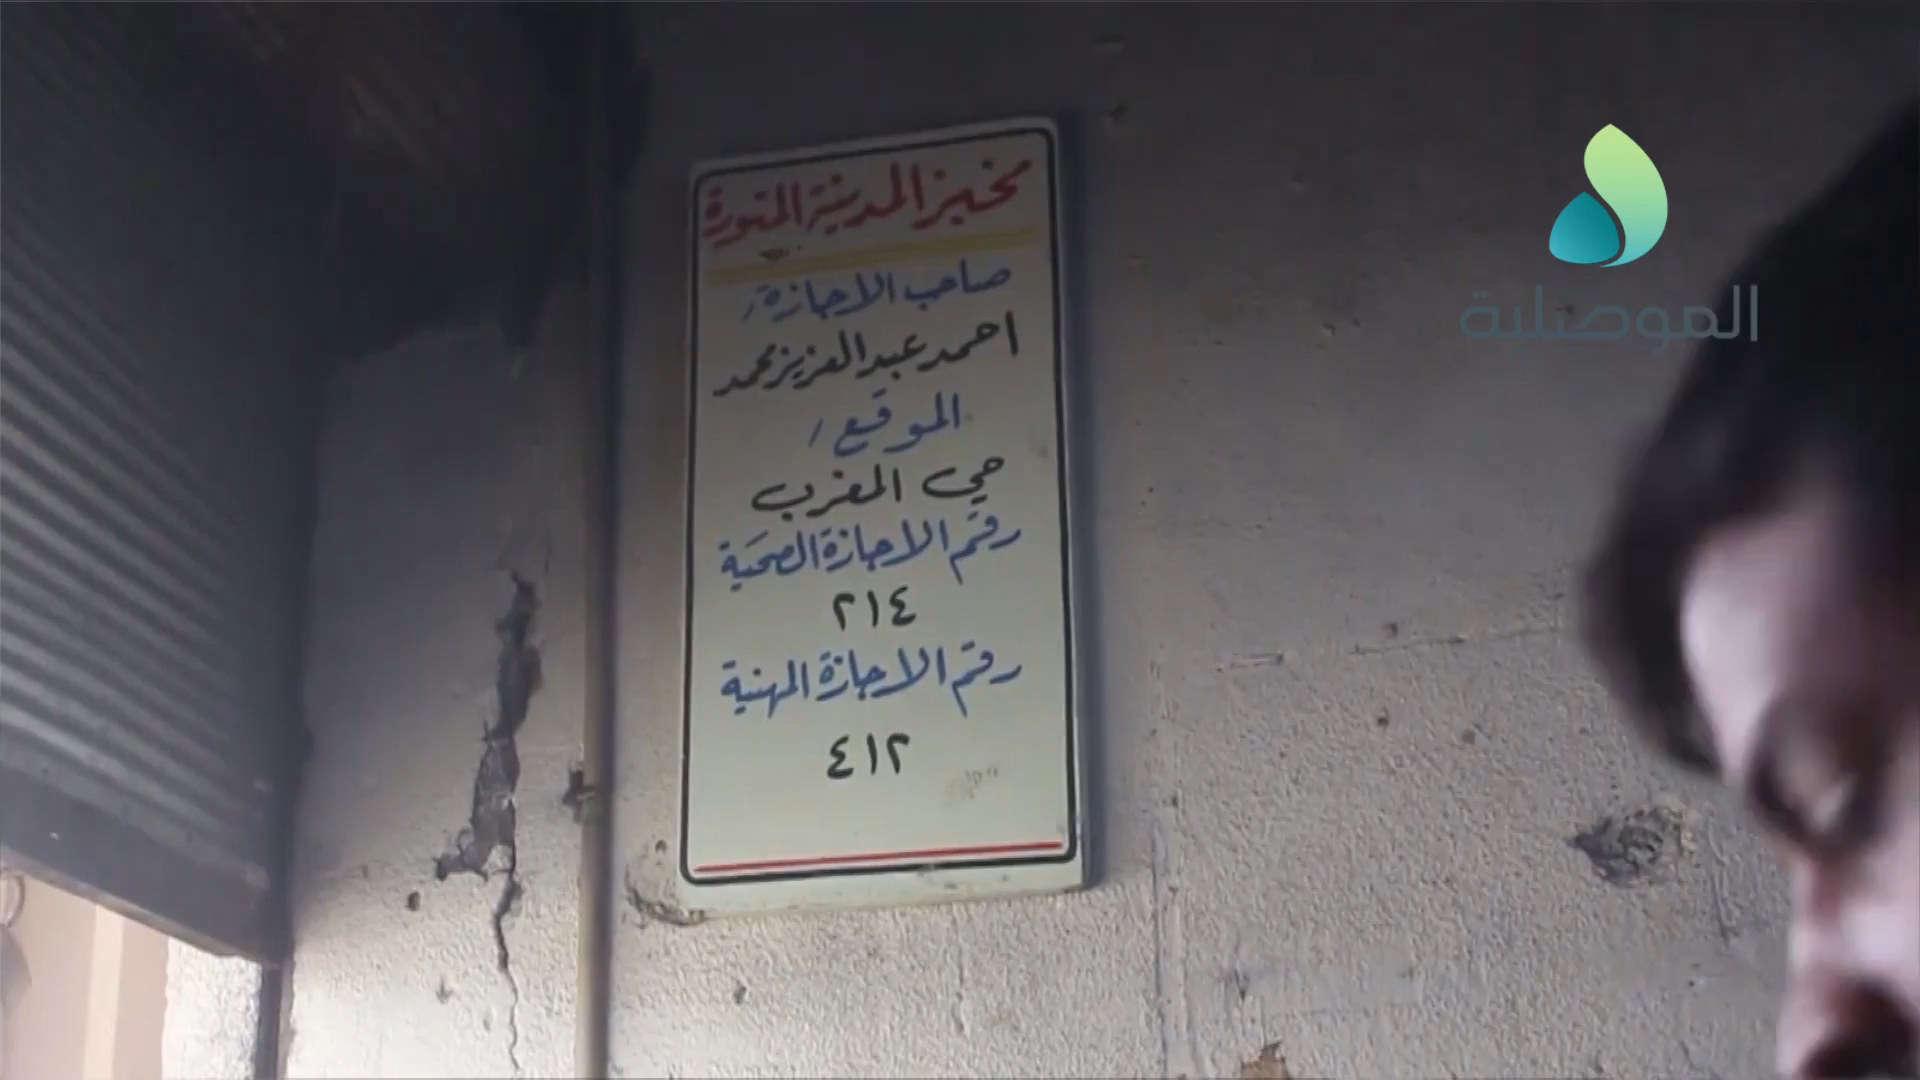 مخبز المدينة المنورة
صاحب الاجازة /
احمد عبد العزيز محمد
الموقع /
حي المغرب
رقم الاجازة الصحية
٢١٤
رقم الاجازة المهنية
٤١٢
الموصلية